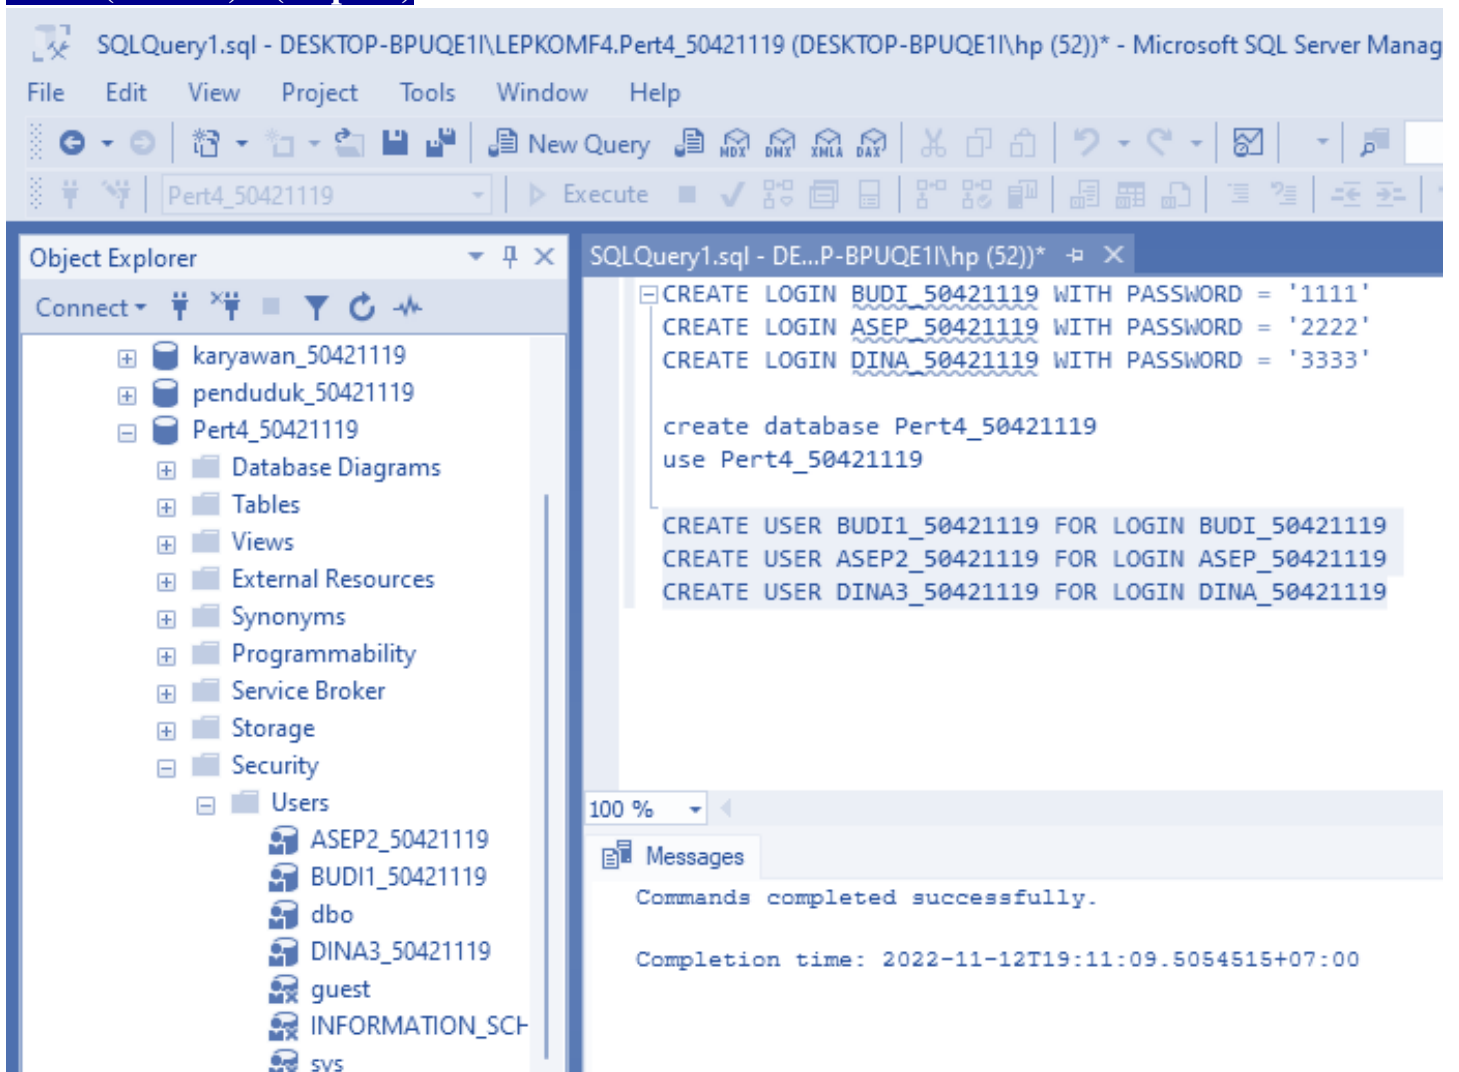 SQLQuery1.sql - DESKTOP-BPUQE1I\LEPKOMF4.Pert4_50421119 (DESKTOP-BPUQE1I\hp (52))* - Microsoft SQL Server Manag
File Edit View Project Tools Window Help
New Query MDX DMX XMLA DAX
Pert4_50421119 Execute
Object Explorer
Connect
karyawan_50421119
penduduk_50421119
Pert4_50421119
Database Diagrams
Tables
Views
External Resources
Synonyms
Programmability
Service Broker
Storage
Security
Users
ASEP2_50421119
BUDI1_50421119
dbo
DINA3_50421119
guest
INFORMATION_SCH
sys
SQLQuery1.sql - DE...P-BPUQE1I\hp (52))*
CREATE LOGIN BUDI_50421119 WITH PASSWORD = '1111'
CREATE LOGIN ASEP_50421119 WITH PASSWORD = '2222'
CREATE LOGIN DINA_50421119 WITH PASSWORD = '3333'
create database Pert4_50421119
use Pert4_50421119
CREATE USER BUDI1_50421119 FOR LOGIN BUDI_50421119
CREATE USER ASEP2_50421119 FOR LOGIN ASEP_50421119
CREATE USER DINA3_50421119 FOR LOGIN DINA_50421119
100 %
Messages
Commands completed successfully.
Completion time: 2022-11-12T19:11:09.5054515+07:00